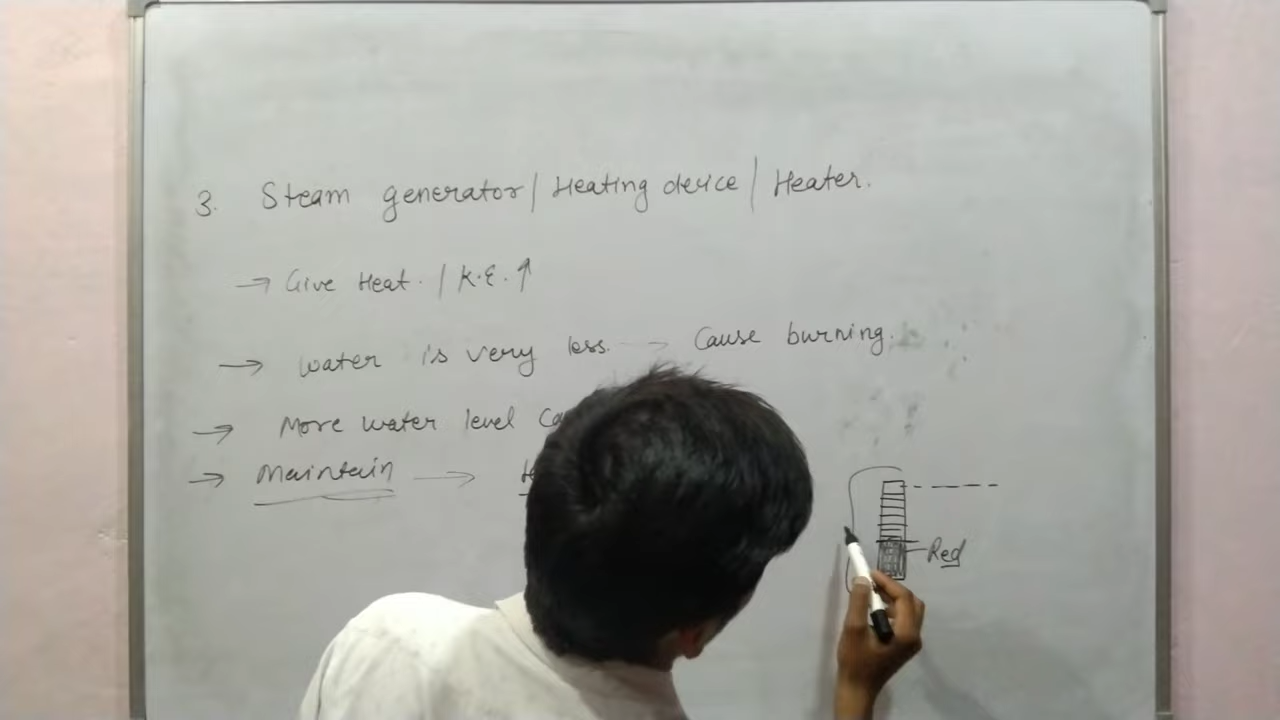 3. Steam generator / Heating device / Heater.
→ Give Heat. / K.E. ↑
→ water is very less. → Cause burning.
→ More water level
→ Maintain →
Red